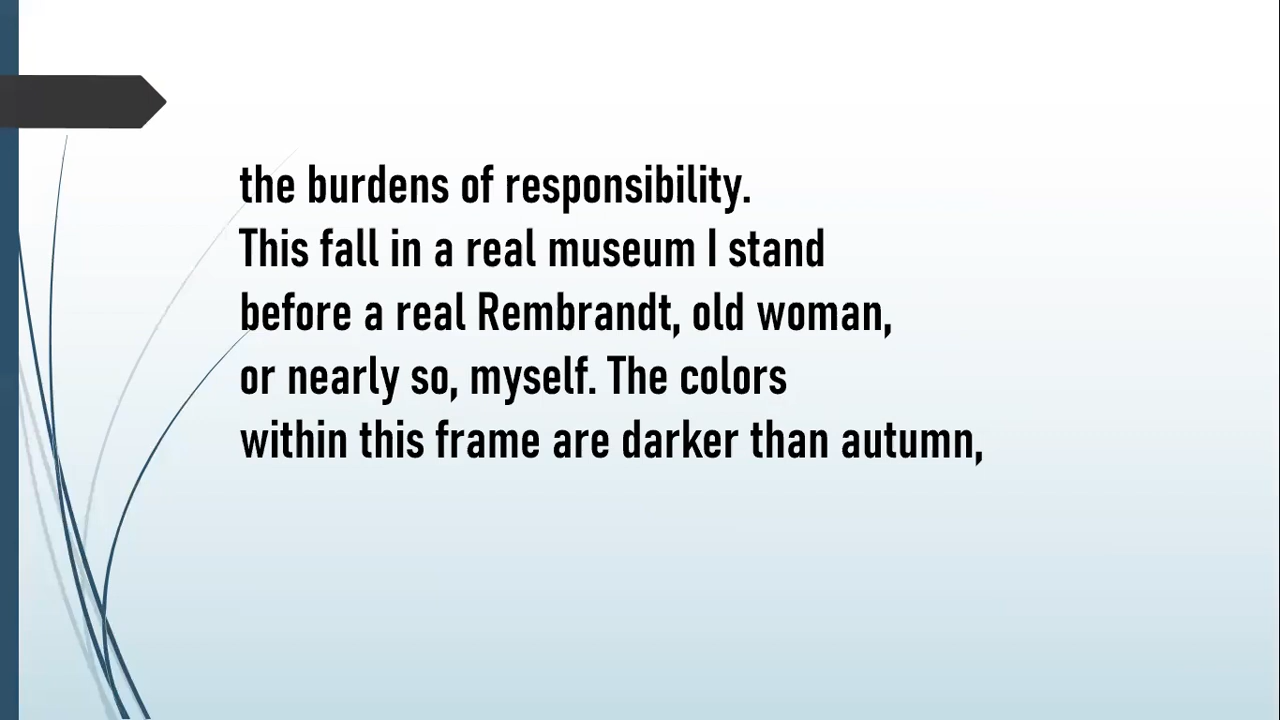 the burdens of responsibility.
This fall in a real museum I stand
before a real Rembrandt, old woman,
or nearly so, myself. The colors
within this frame are darker than autumn,